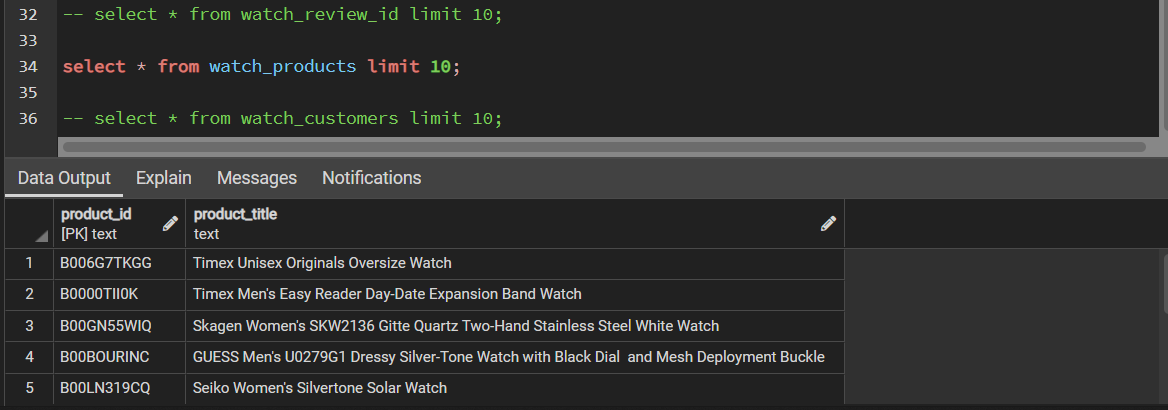 32 -- select * from watch_review_id limit 10;
33
34 select * from watch_products limit 10;
35
36 -- select * from watch_customers limit 10;
Data Output Explain Messages Notifications
product_id product_title
[PK] text text
1 B006G7TKGG Timex Unisex Originals Oversize Watch
2 B0000TII0K Timex Men's Easy Reader Day-Date Expansion Band Watch
3 B00GN55WIQ Skagen Women's SKW2136 Gitte Quartz Two-Hand Stainless Steel White Watch
4 B00BOURINC GUESS Men's U0279G1 Dressy Silver-Tone Watch with Black Dial  and Mesh Deployment Buckle
5 B00LN319CQ Seiko Women's Silvertone Solar Watch